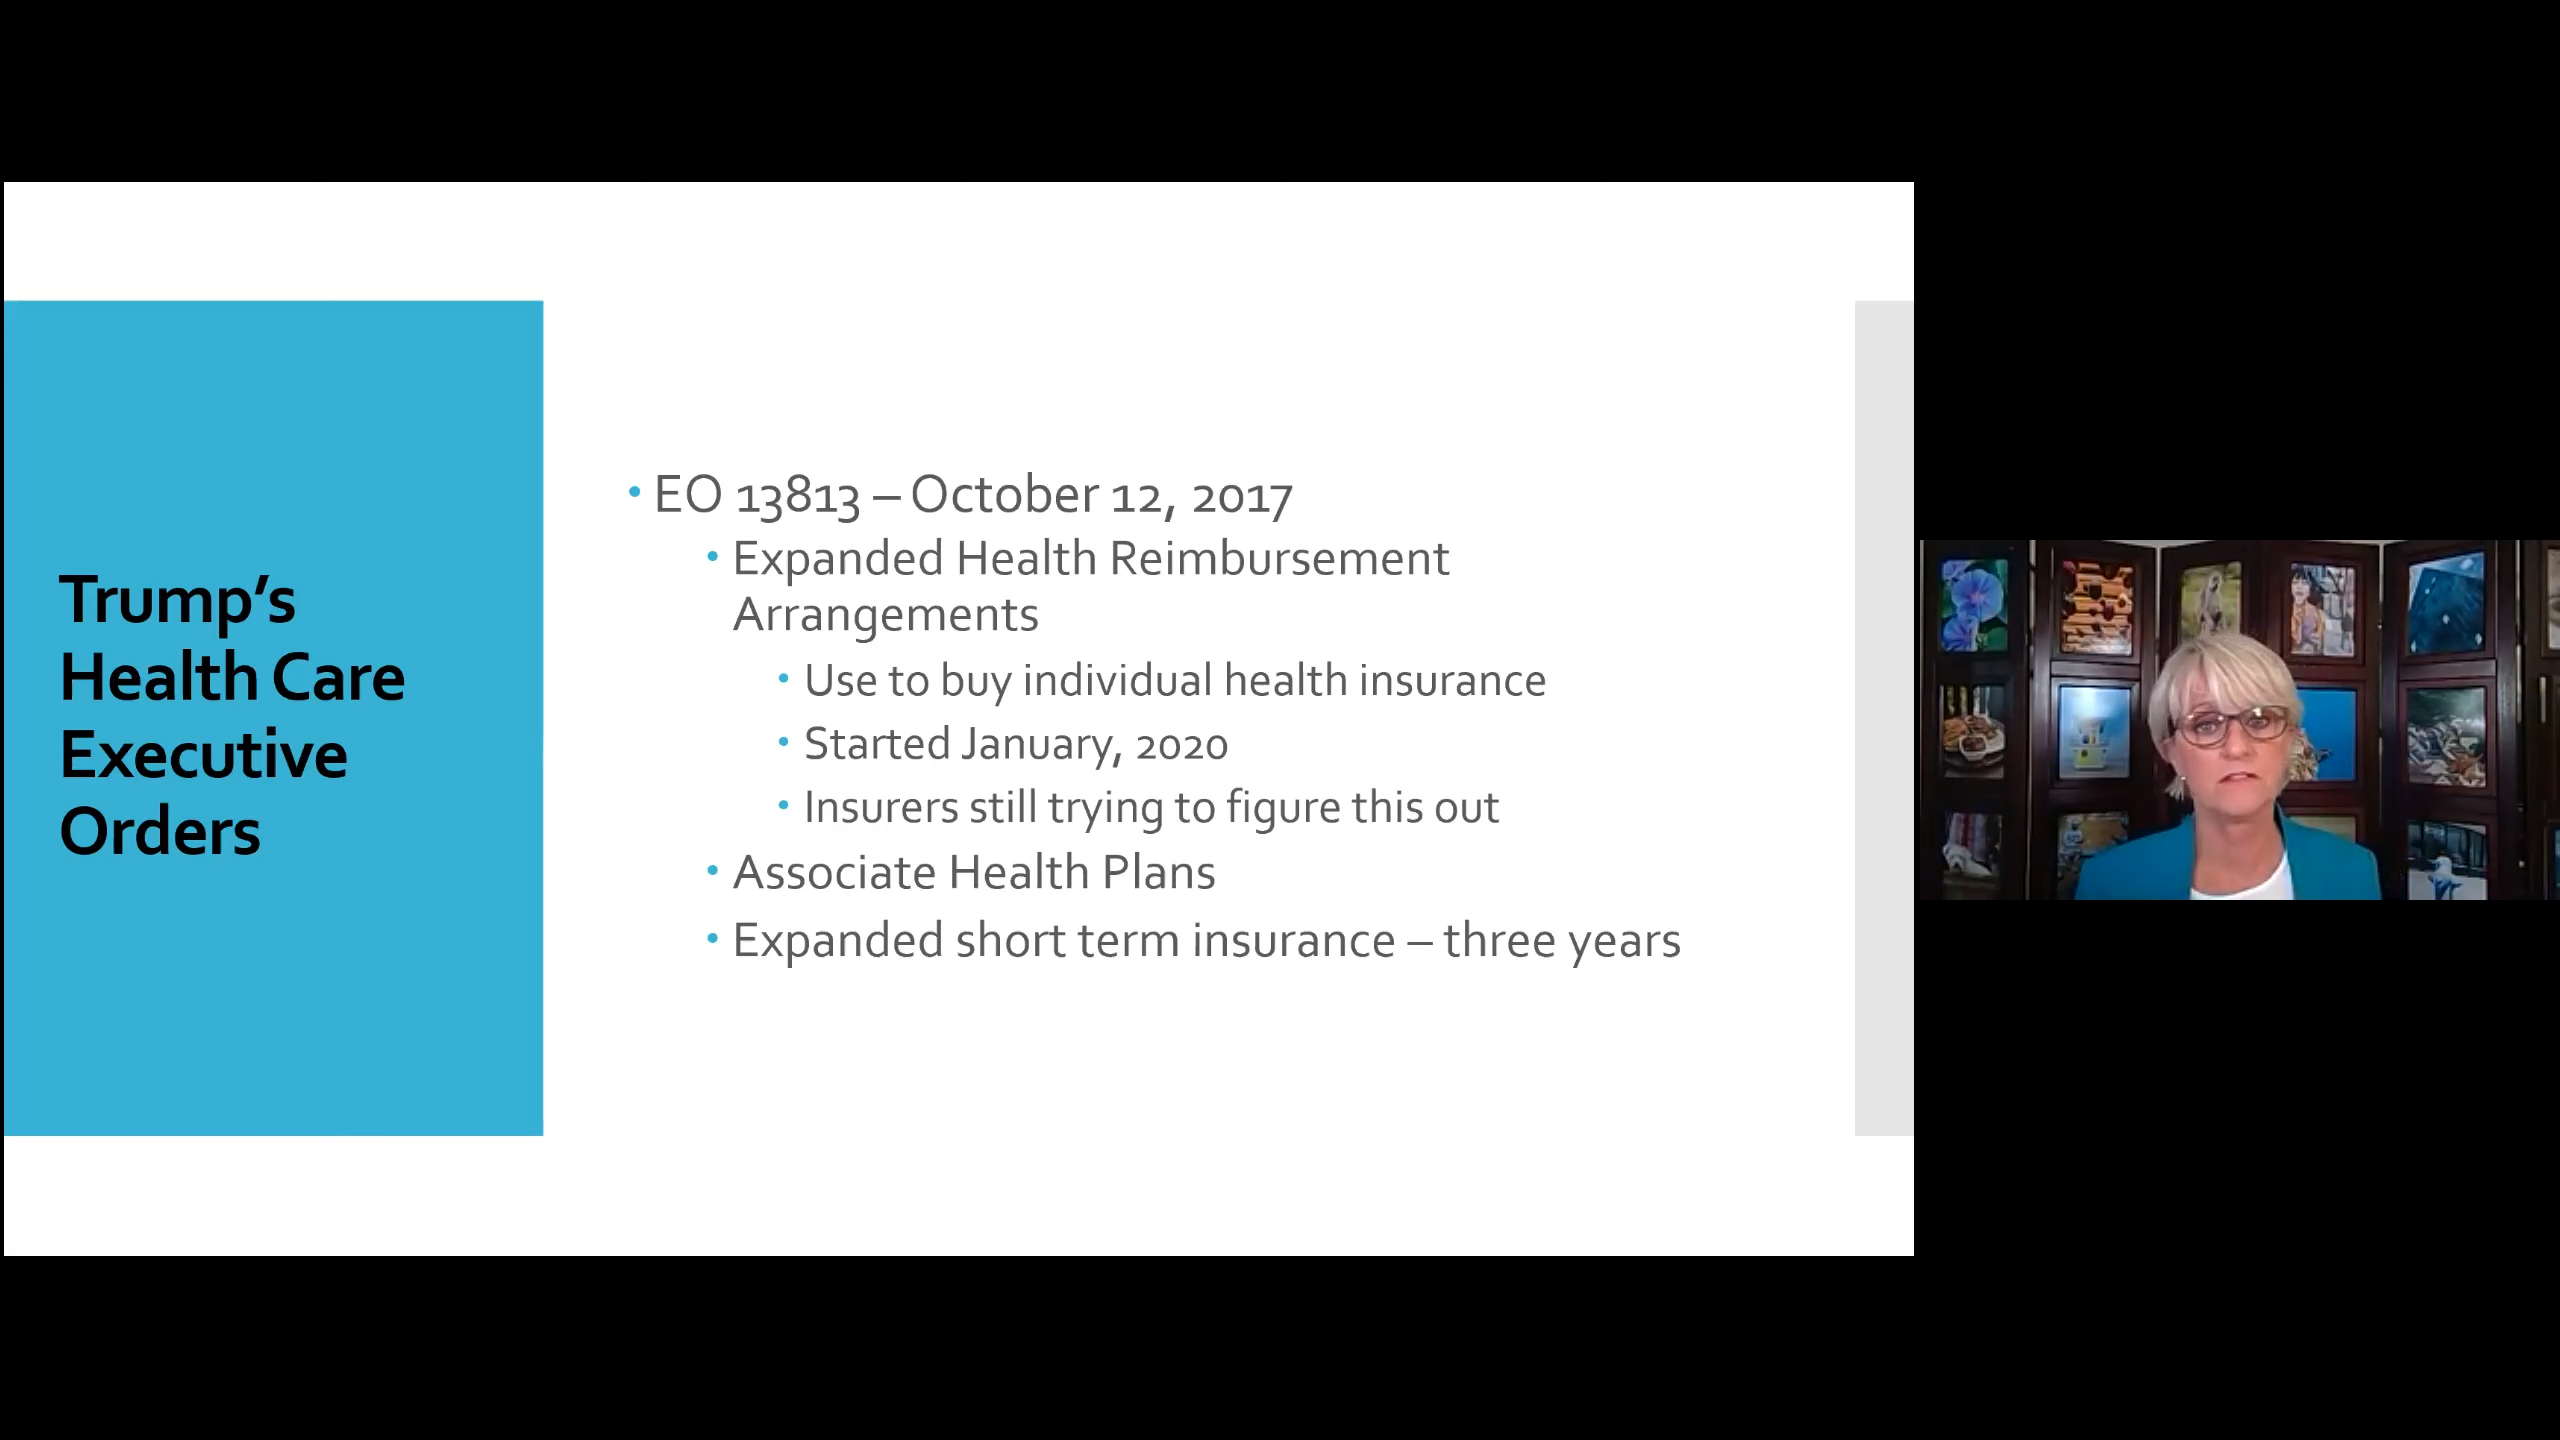 Trump’s
Health Care
Executive
Orders
• EO 13813 – October 12, 2017
• Expanded Health Reimbursement
Arrangements
• Use to buy individual health insurance
• Started January, 2020
• Insurers still trying to figure this out
• Associate Health Plans
• Expanded short term insurance – three years